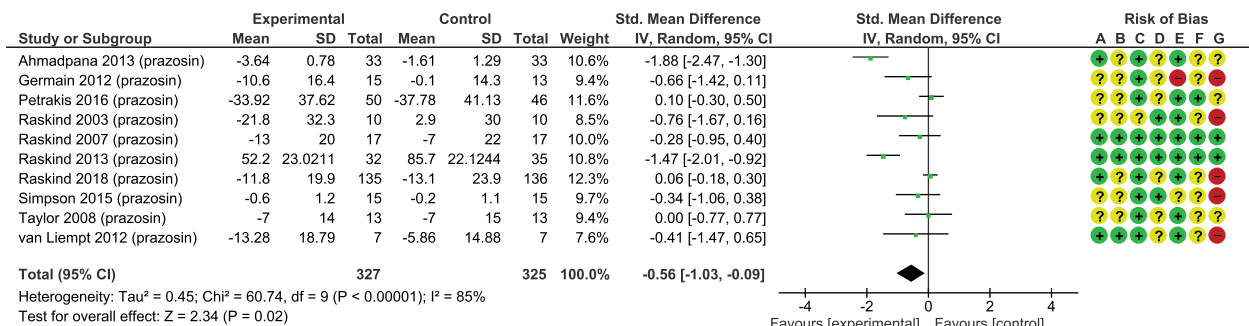 Experimental Control Std. Mean Difference Std. Mean Difference Risk of Bias
Study or Subgroup Mean SD Total Mean SD Total Weight IV, Random, 95% CI IV, Random, 95% CI A B C D E F G
Ahmadpana 2013 (prazosin) -3.64 0.78 33 -1.61 1.29 33 10.6% -1.88 [-2.47, -1.30] + ? + ? + ? ?
Germain 2012 (prazosin) -10.6 16.4 15 -0.1 14.3 13 9.4% -0.66 [-1.42, 0.11] ? ? + ? − ? −
Petrakis 2016 (prazosin) -33.92 37.62 50 -37.78 41.13 46 11.6% 0.10 [-0.30, 0.50] ? ? + ? + + ?
Raskind 2003 (prazosin) -21.8 32.3 10 2.9 30 10 8.5% -0.76 [-1.67, 0.16] ? ? ? + + ? −
Raskind 2007 (prazosin) -13 20 17 -7 22 17 10.0% -0.28 [-0.95, 0.40] + + + + + + +
Raskind 2013 (prazosin) 52.2 23.0211 32 85.7 22.1244 35 10.8% -1.47 [-2.01, -0.92] + + + + + + +
Raskind 2018 (prazosin) -11.8 19.9 135 -13.1 23.9 136 12.3% 0.06 [-0.18, 0.30] + ? + ? + ? −
Simpson 2015 (prazosin) -0.6 1.2 15 -0.2 1.1 15 9.7% -0.34 [-1.06, 0.38] ? ? + + ? ? −
Taylor 2008 (prazosin) -7 14 13 -7 15 13 9.4% 0.00 [-0.77, 0.77] ? ? + ? + ? ?
van Liempt 2012 (prazosin) -13.28 18.79 7 -5.86 14.88 7 7.6% -0.41 [-1.47, 0.65] + + + ? + ? −
Total (95% CI) 327 325 100.0% -0.56 [-1.03, -0.09]
Heterogeneity: Tau² = 0.45; Chi² = 60.74, df = 9 (P < 0.00001); I² = 85%
Test for overall effect: Z = 2.34 (P = 0.02)
-4 -2 0 2 4
Favours [experimental] Favours [control]